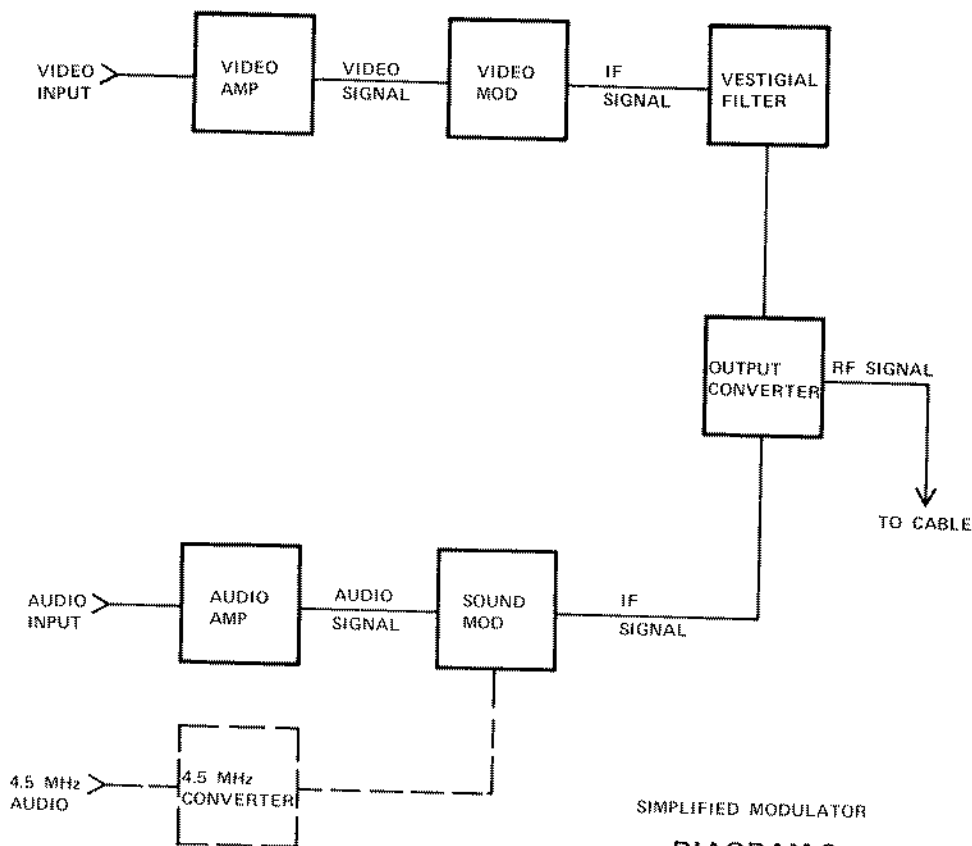 VIDEO
INPUT
VIDEO
AMP
VIDEO
SIGNAL
VIDEO
MOD
IF
SIGNAL
VESTIGIAL
FILTER
OUTPUT
CONVERTER
RF SIGNAL
TO CABLE
AUDIO
INPUT
AUDIO
AMP
AUDIO
SIGNAL
SOUND
MOD
IF
SIGNAL
4.5 MHz
AUDIO
4.5 MHz
CONVERTER
SIMPLIFIED MODULATOR